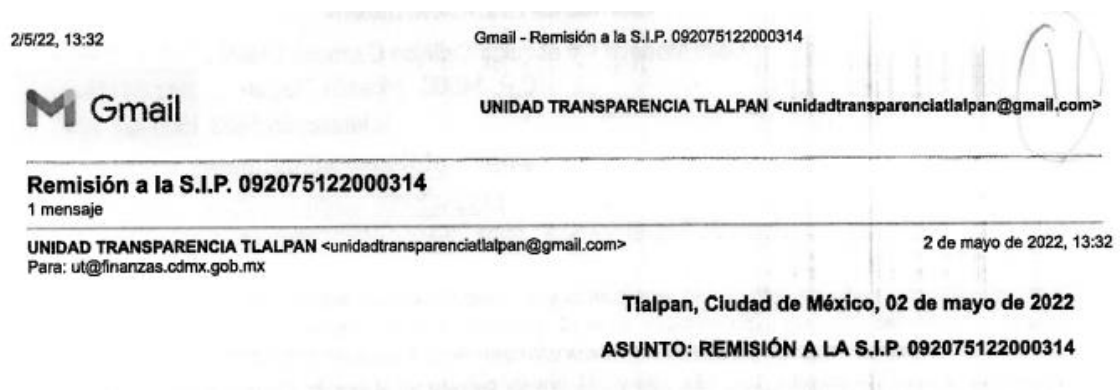 2/5/22, 13:32 Gmail - Remisión a la S.I.P. 092075122000314
Gmail UNIDAD TRANSPARENCIA TLALPAN <unidadtransparenciatlalpan@gmail.com>
Remisión a la S.I.P. 092075122000314
1 mensaje
UNIDAD TRANSPARENCIA TLALPAN <unidadtransparenciatlalpan@gmail.com> 2 de mayo de 2022, 13:32
Para: ut@finanzas.cdmx.gob.mx
Tlalpan, Ciudad de México, 02 de mayo de 2022
ASUNTO: REMISIÓN A LA S.I.P. 092075122000314